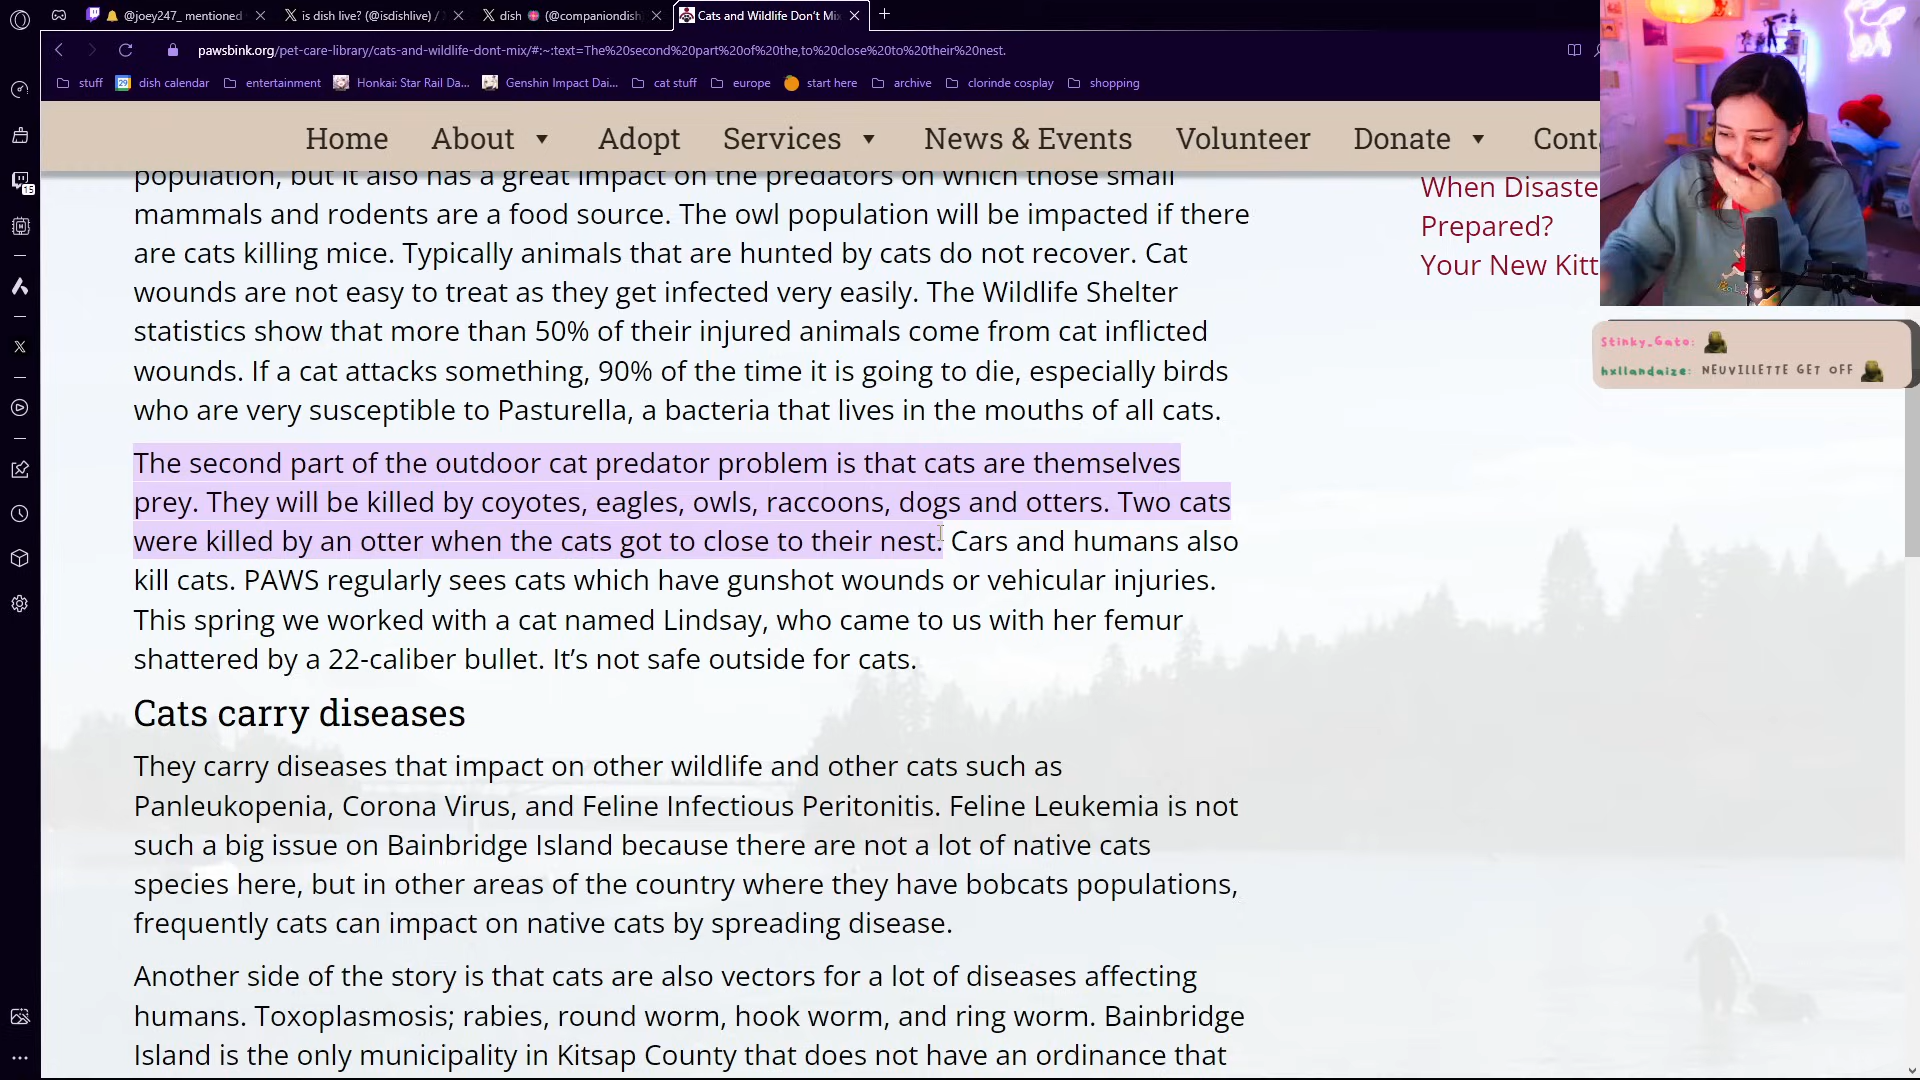 @joey247_ mentioned
is dish live? (@isdishlive) /
dish (@companiondish
Cats and Wildlife Don't Mix
pawsbink.org/pet-care-library/cats-and-wildlife-dont-mix/#:~:text=The%20second%20part%20of%20the,to%20close%20to%20their%20nest.
stuff
dish calendar
entertainment
Honkai: Star Rail Da...
Genshin Impact Dai...
cat stuff
europe
start here
archive
clorinde cosplay
shopping
15
Home About Adopt Services News & Events Volunteer Donate Conta
population, but it also has a great impact on the predators on which those small
mammals and rodents are a food source. The owl population will be impacted if there
are cats killing mice. Typically animals that are hunted by cats do not recover. Cat
wounds are not easy to treat as they get infected very easily. The Wildlife Shelter
statistics show that more than 50% of their injured animals come from cat inflicted
wounds. If a cat attacks something, 90% of the time it is going to die, especially birds
who are very susceptible to Pasturella, a bacteria that lives in the mouths of all cats.
The second part of the outdoor cat predator problem is that cats are themselves
prey. They will be killed by coyotes, eagles, owls, raccoons, dogs and otters. Two cats
were killed by an otter when the cats got to close to their nest. Cars and humans also
kill cats. PAWS regularly sees cats which have gunshot wounds or vehicular injuries.
This spring we worked with a cat named Lindsay, who came to us with her femur
shattered by a 22-caliber bullet. It's not safe outside for cats.
Cats carry diseases
They carry diseases that impact on other wildlife and other cats such as
Panleukopenia, Corona Virus, and Feline Infectious Peritonitis. Feline Leukemia is not
such a big issue on Bainbridge Island because there are not a lot of native cats
species here, but in other areas of the country where they have bobcats populations,
frequently cats can impact on native cats by spreading disease.
Another side of the story is that cats are also vectors for a lot of diseases affecting
humans. Toxoplasmosis; rabies, round worm, hook worm, and ring worm. Bainbridge
Island is the only municipality in Kitsap County that does not have an ordinance that
When Disaste
Prepared?
Your New Kitt
Stinky_Gato:
hxllandaize: NEUVILLETTE GET OFF